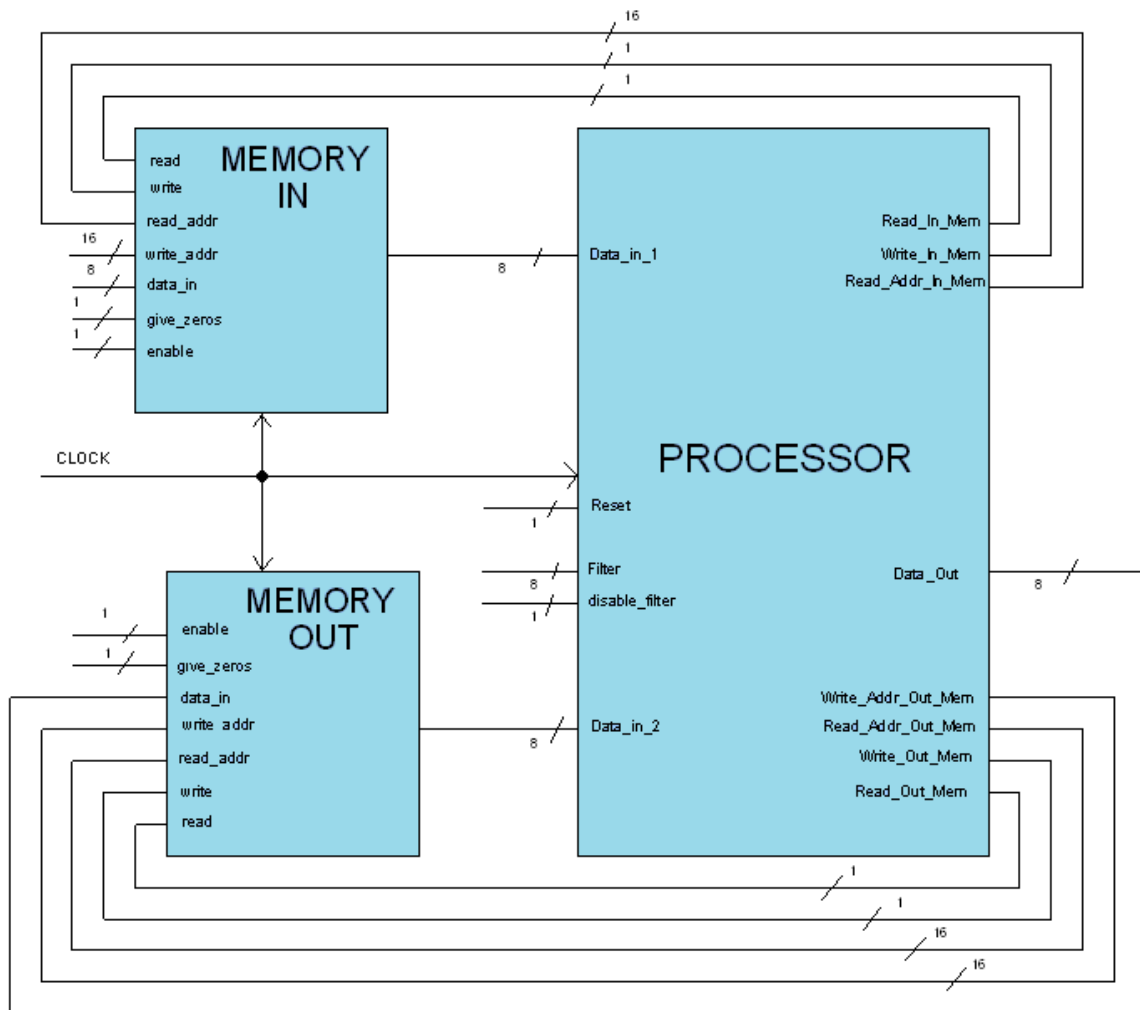 16
1
1
MEMORY
IN
read
write
read_addr
16
write_addr
8
data_in
1
give_zeros
1
enable
8
Data_in_1
Read_In_Mem
Write_In_Mem
Read_Addr_In_Mem
CLOCK
PROCESSOR
Reset
1
Filter
8
disable_filter
1
Data_Out
8
MEMORY
OUT
1
enable
1
give_zeros
data_in
write_addr
read_addr
write
read
8
Data_in_2
Write_Addr_Out_Mem
Read_Addr_Out_Mem
Write_Out_Mem
Read_Out_Mem
1
1
16
16